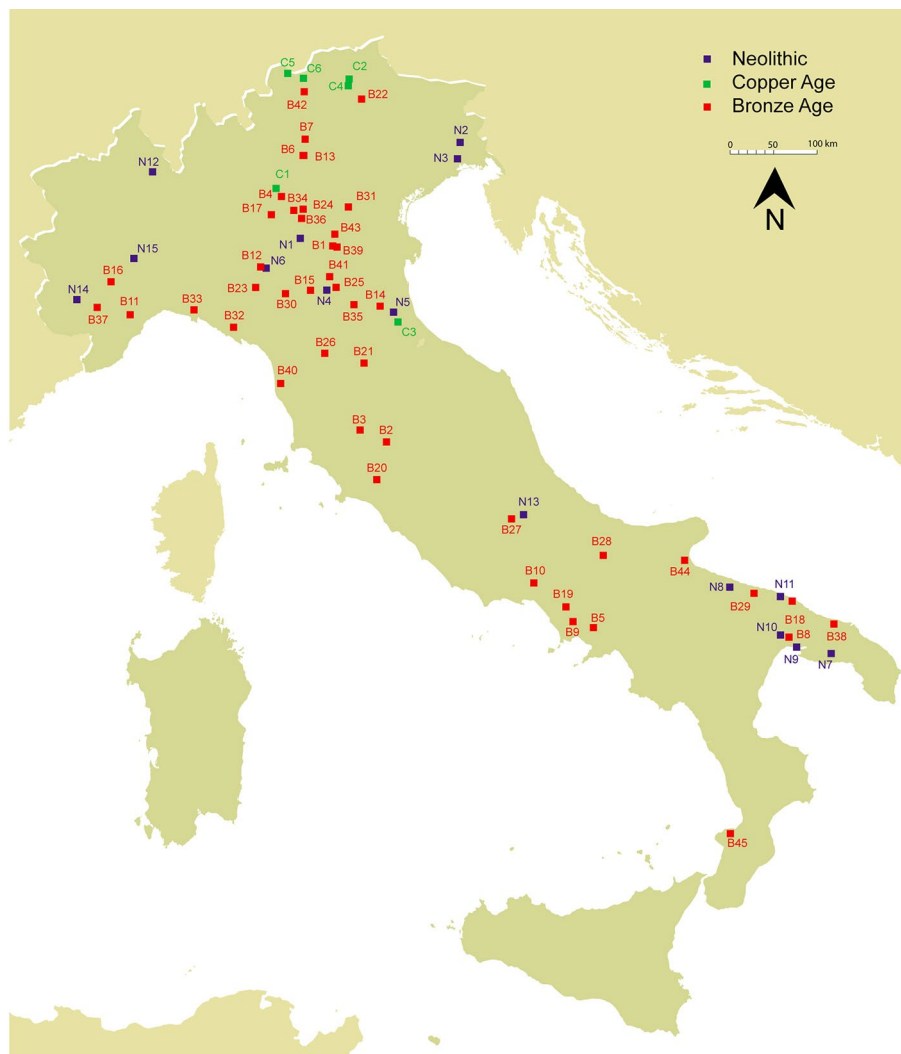 C5
C6
C2
C4
B42
B22
Neolithic
Copper Age
Bronze Age
100 km
0
50
N
B7
B6
B13
N2
N3
N12
C1
B4
B34
B24
B31
B17
B36
N1
B43
B1
B39
B12
N6
B41
B23
B30
B15
N4
B25
B35
B14
N5
C3
N15
B16
N14
B37
B11
B33
B32
B26
B21
B40
B3
B2
B20
N13
B27
B28
B10
B44
B19
B9
B5
N8
B29
N11
B18
N10
B8
N9
N7
B38
B45